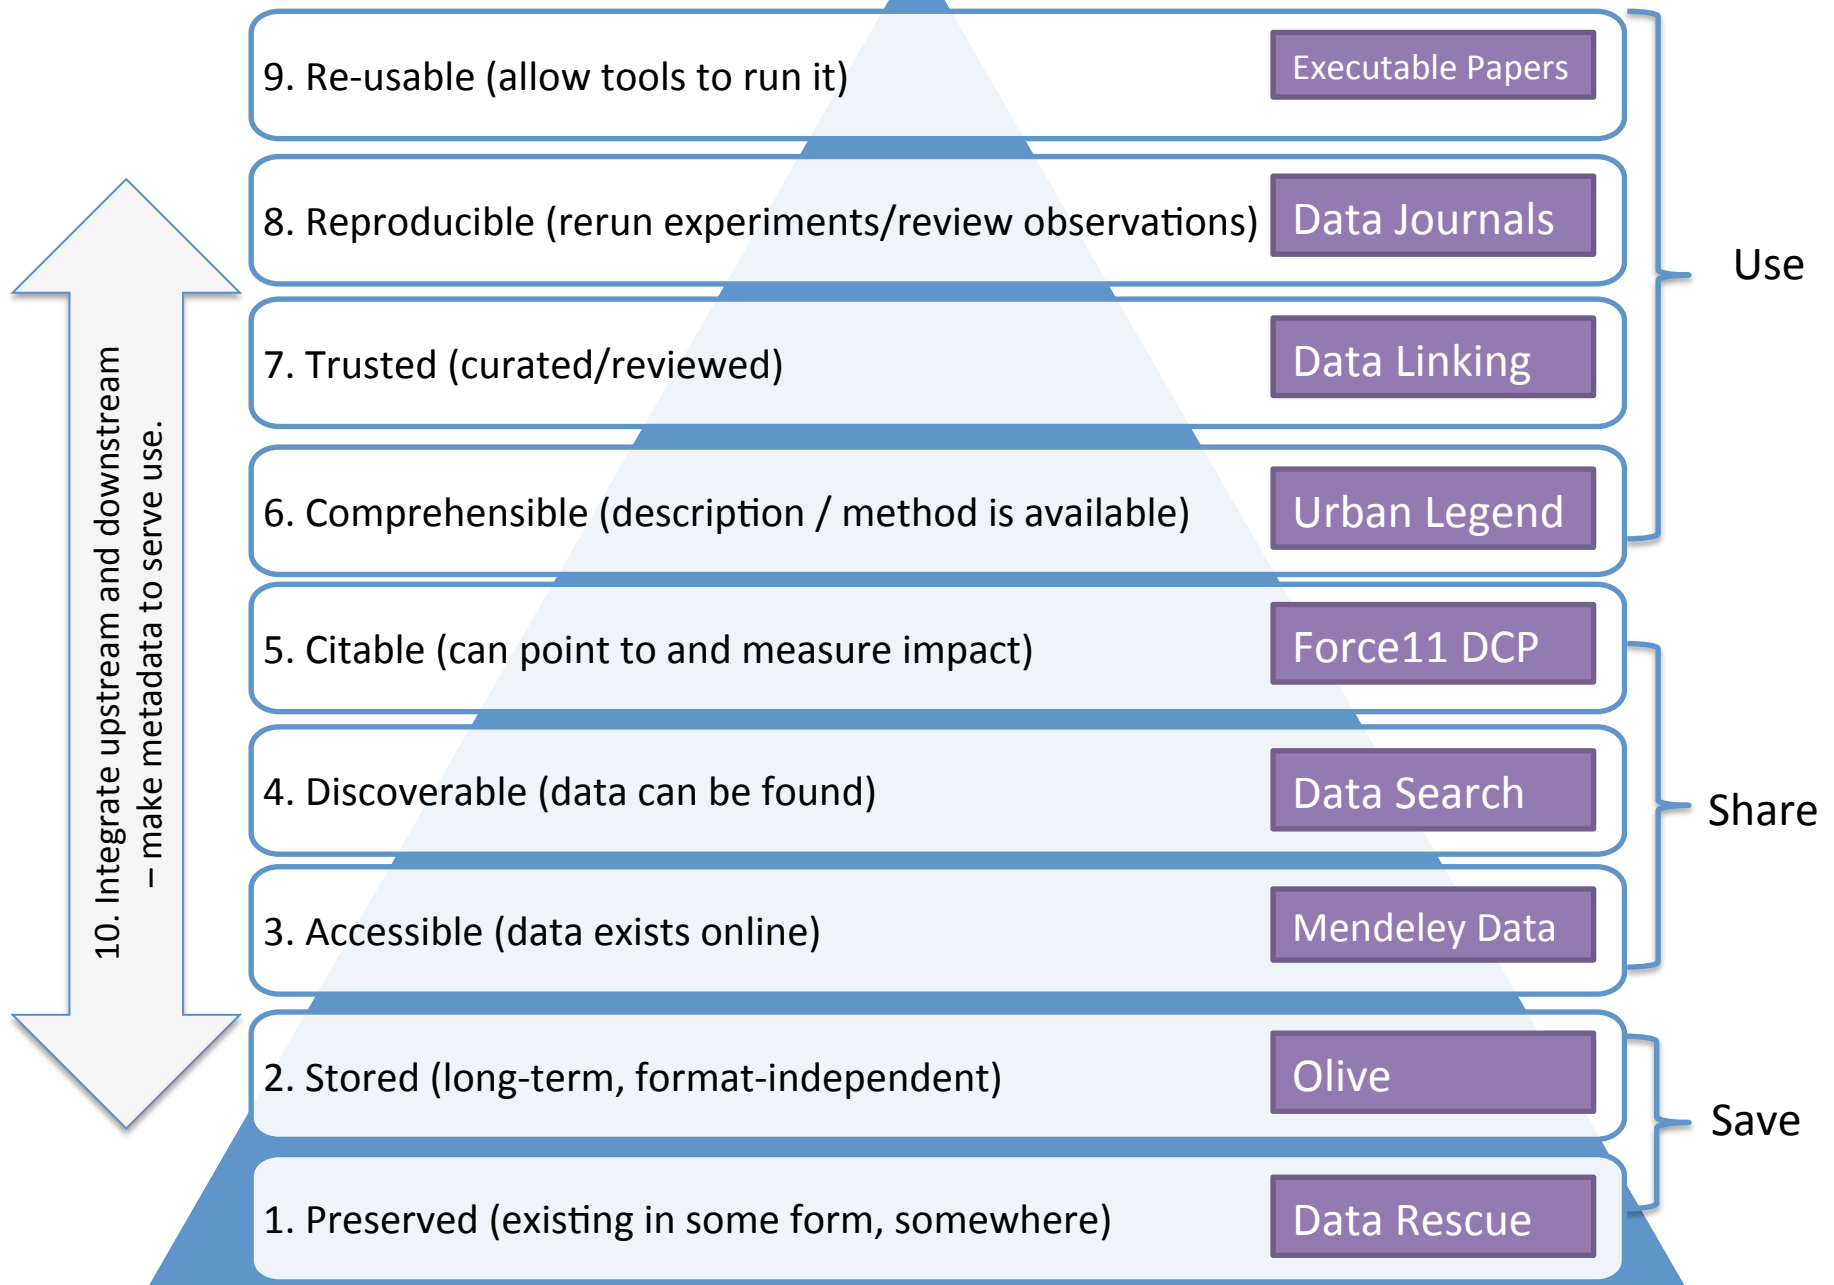 9. Re-usable (allow tools to run it)
Executable Papers
8. Reproducible (rerun experiments/review observations)
Data Journals
Use
7. Trusted (curated/reviewed)
Data Linking
6. Comprehensible (description / method is available)
Urban Legend
5. Citable (can point to and measure impact)
Force11 DCP
4. Discoverable (data can be found)
Data Search
Share
3. Accessible (data exists online)
Mendeley Data
2. Stored (long-term, format-independent)
Olive
Save
1. Preserved (existing in some form, somewhere)
Data Rescue
10. Integrate upstream and downstream
– make metadata to serve use.